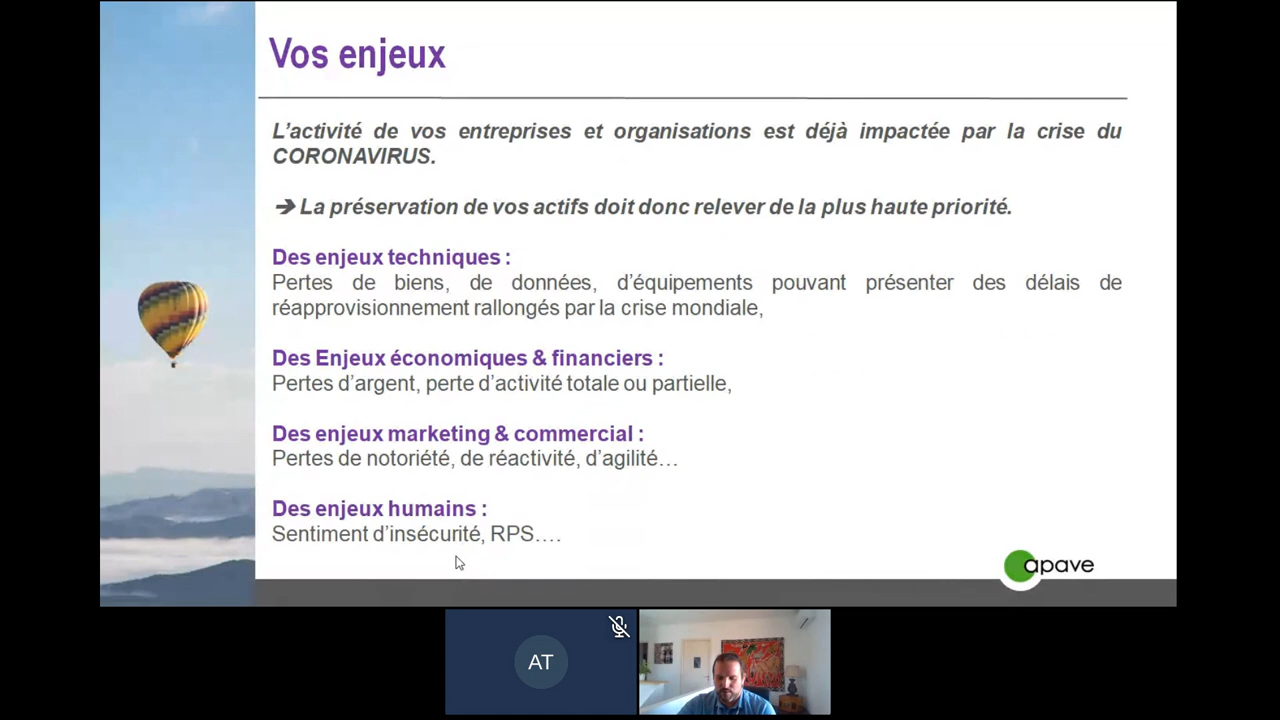 Vos enjeux
L’activité de vos entreprises et organisations est déjà impactée par la crise du
CORONAVIRUS.
➔ La préservation de vos actifs doit donc relever de la plus haute priorité.
Des enjeux techniques :
Pertes de biens, de données, d’équipements pouvant présenter des délais de
réapprovisionnement rallongés par la crise mondiale,
Des Enjeux économiques & financiers :
Pertes d’argent, perte d’activité totale ou partielle,
Des enjeux marketing & commercial :
Pertes de notoriété, de réactivité, d’agilité…
Des enjeux humains :
Sentiment d’insécurité, RPS….
apave
AT